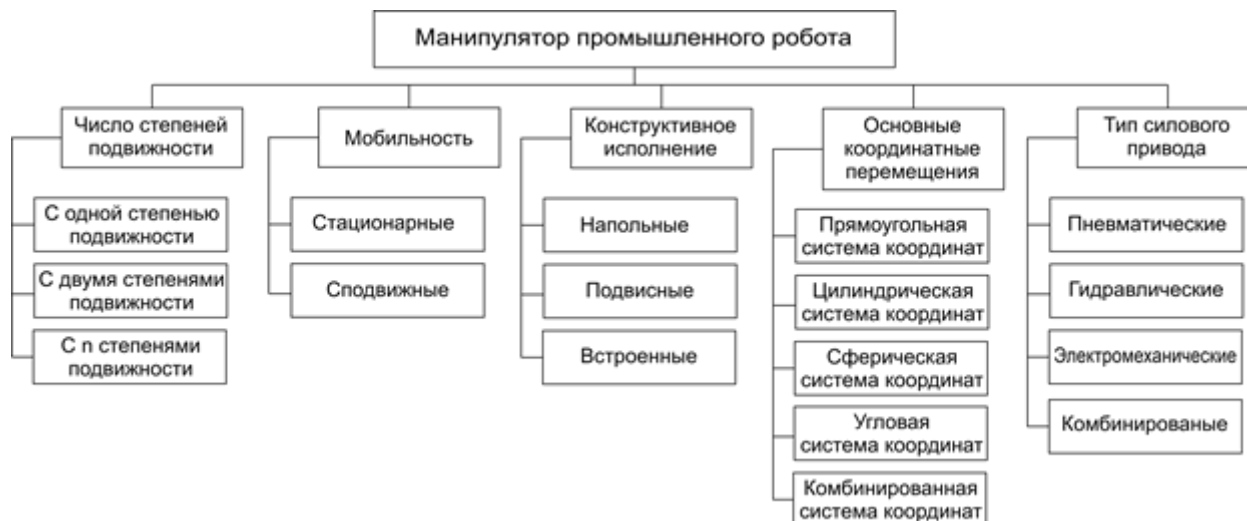 Манипулятор промышленного робота
Число степеней
подвижности
С одной степенью
подвижности
С двумя степенями
подвижности
С n степенями
подвижности
Мобильность
Стационарные
Сподвижные
Конструктивное
исполнение
Напольные
Подвисные
Встроенные
Основные
координатные
перемещения
Прямоугольная
система координат
Цилиндрическая
система координат
Сферическая
система координат
Угловая
система координат
Комбинированная
система координат
Тип силового
привода
Пневматические
Гидравлические
Электромеханические
Комбинированые